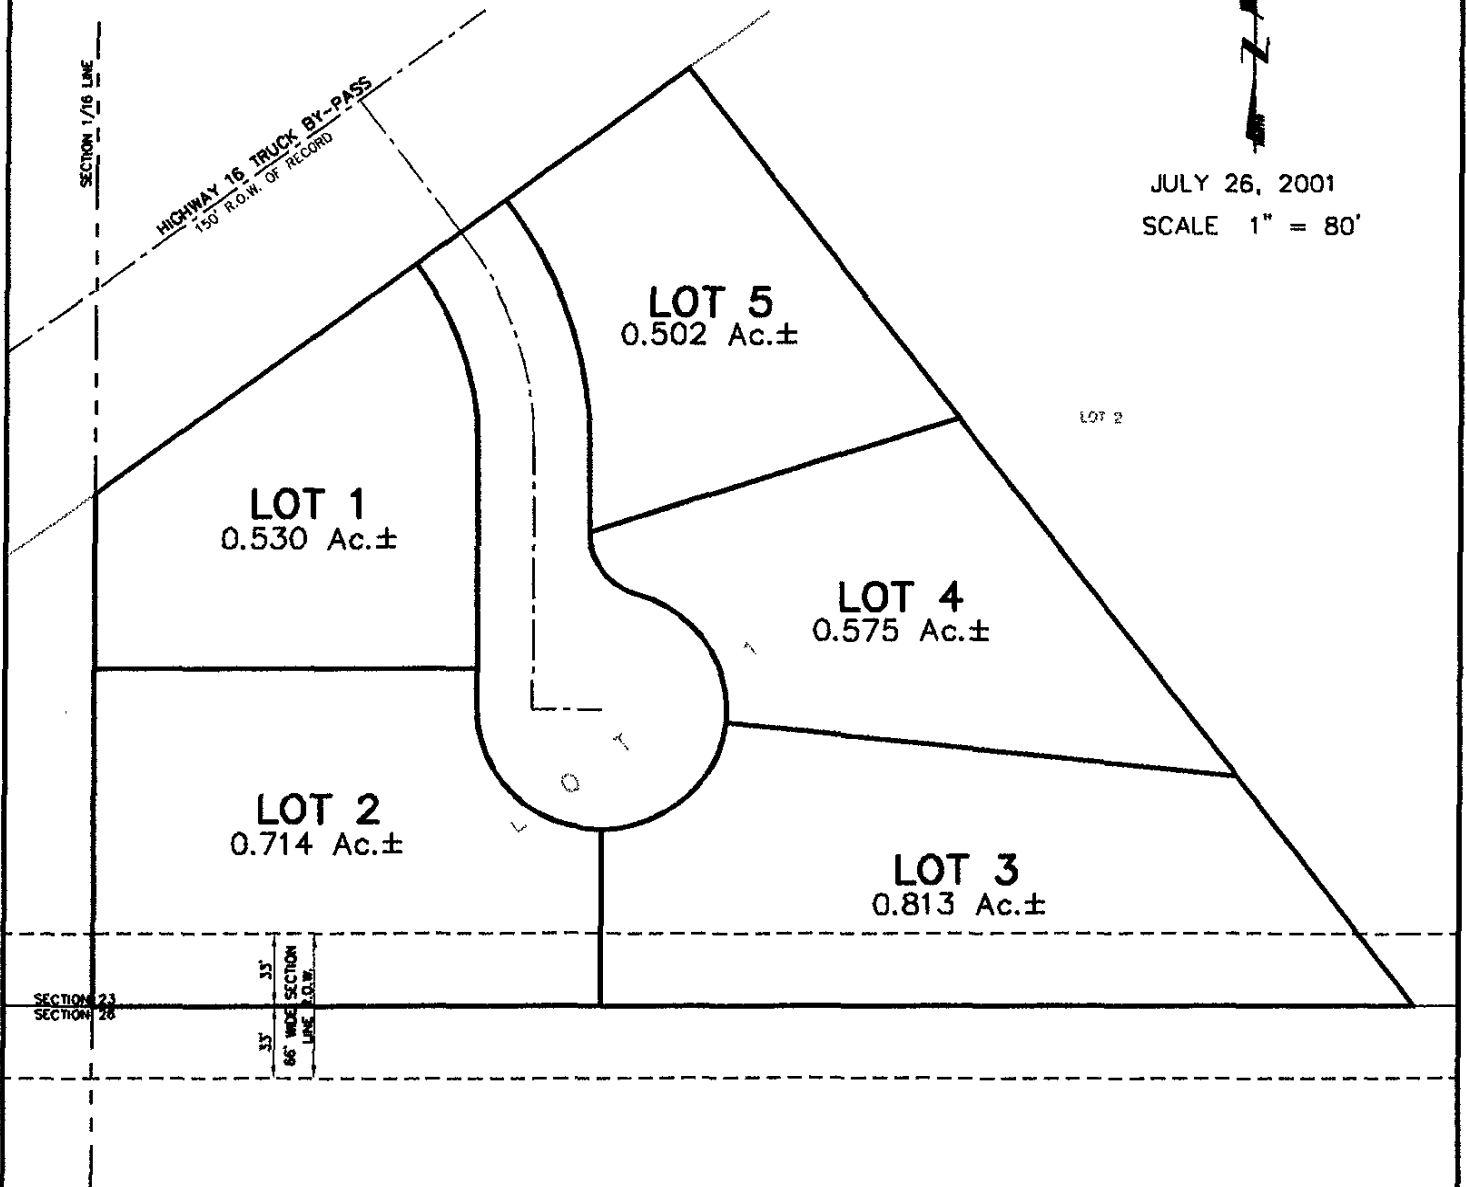 N
SECTION 1/16 LINE
HIGHWAY 16 TRUCK BY-PASS
150' R.O.W. OF RECORD
JULY 26, 2001
SCALE 1" = 80'
LOT 5
0.502 Ac.±
LOT 2
LOT 1
0.530 Ac.±
LOT 4
0.575 Ac.±
LOT 1
LOT 2
0.714 Ac.±
LOT 3
0.813 Ac.±
33'
66' WIDE SECTION
LINE R.O.W.
33'
SECTION 23
SECTION 26